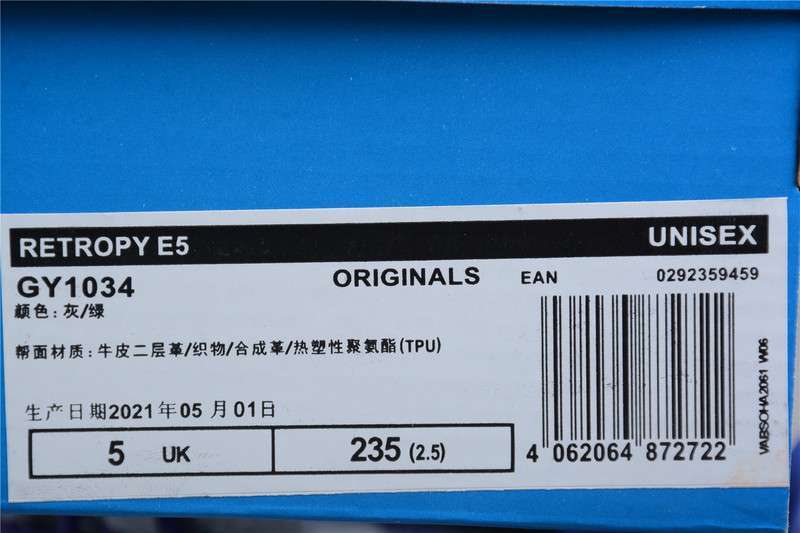 RETROPY E5
UNISEX
GY1034
ORIGINALS
EAN
0292359459
颜色：灰/绿
帮面材质：牛皮二层革/织物/合成革/热塑性聚氨酯(TPU)
生产日期2021年05月01日
5 UK
235 (2.5)
4 062064 872722
VABSOHA2061 W06